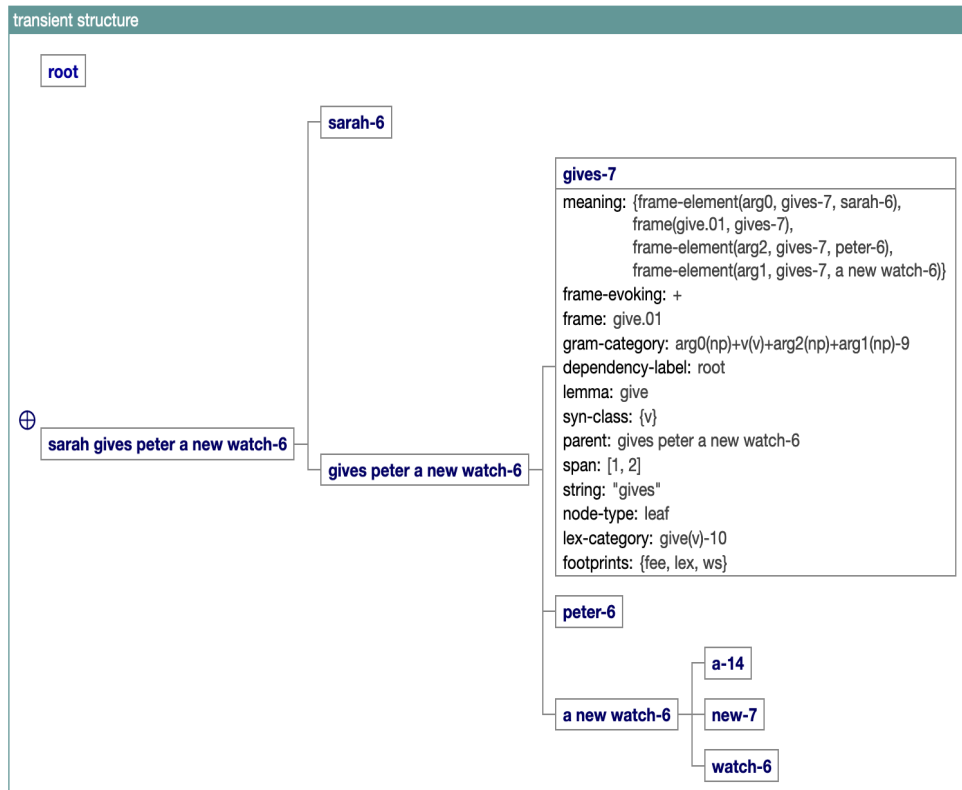 transient structure
root
sarah-6
gives-7
meaning: {frame-element(arg0, gives-7, sarah-6),
frame(give.01, gives-7),
frame-element(arg2, gives-7, peter-6),
frame-element(arg1, gives-7, a new watch-6)}
frame-evoking: +
frame: give.01
gram-category: arg0(np)+v(v)+arg2(np)+arg1(np)-9
dependency-label: root
lemma: give
syn-class: {v}
parent: gives peter a new watch-6
span: [1, 2]
string: "gives"
node-type: leaf
lex-category: give(v)-10
footprints: {fee, lex, ws}
sarah gives peter a new watch-6
gives peter a new watch-6
peter-6
a new watch-6
a-14
new-7
watch-6